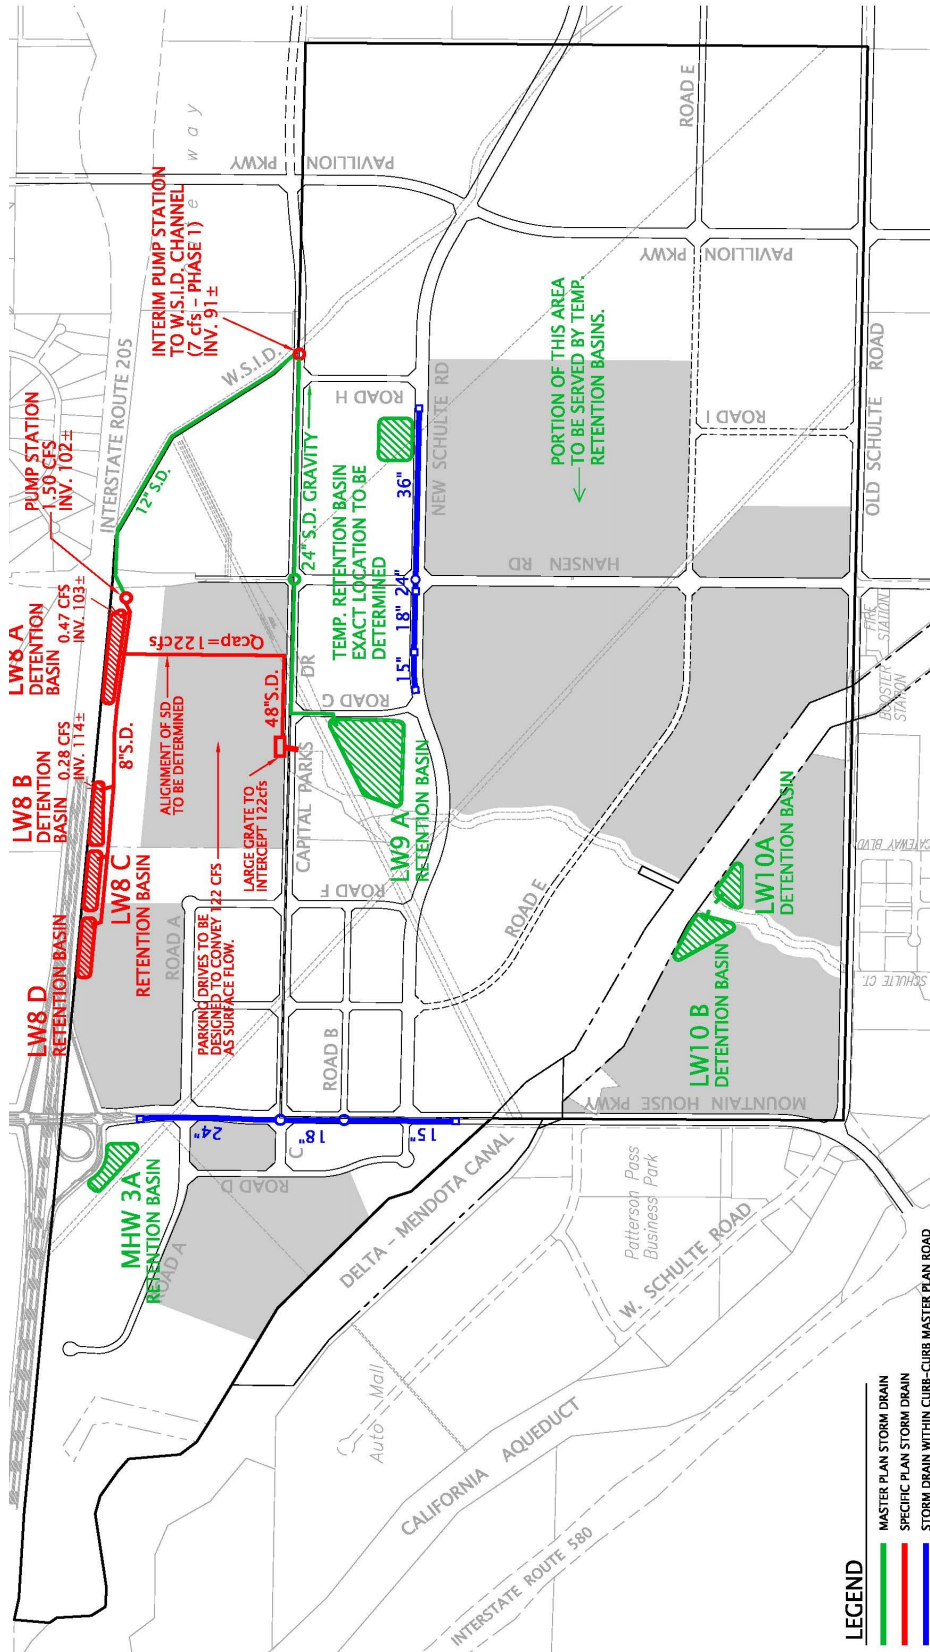 LW8 D
RETENTION BASIN
LW8 C
RETENTION BASIN
LW8 B
DETENTION
BASIN
0.28 CFS
INV. 114±
LW8 A
DETENTION
BASIN
0.47 CFS
INV. 103±
PUMP STATION
1.50 CFS
INV. 102±
INTERSTATE ROUTE 205
12" S.D.
W.S.I.D.
INTERIM PUMP STATION
TO W.S.I.D. CHANNEL
(7 cfs - PHASE 1)
INV. 91±
PAVILLION PKWY
8"S.D.
ALIGNMENT OF SD
TO BE DETERMINED
Qcap=122cfs
48"S.D.
PARKING DRIVES TO BE
DESIGNED TO CONVEY 122 CFS
AS SURFACE FLOW.
LARGE GRATE TO
INTERCEPT 122cfs
CAPITAL PARKS DR
24" S.D. GRAVITY
TEMP. RETENTION BASIN
EXACT LOCATION TO BE
DETERMINED
ROAD H
ROAD G
ROAD F
ROAD A
ROAD B
MHW 3A
RETENTION BASIN
ROAD A
ROAD D
C
24"
18"
15"
LW9 A
RETENTION BASIN
15"
18"
24"
36"
NEW SCHULTE RD
HANSEN RD
PORTION OF THIS AREA
TO BE SERVED BY TEMP.
RETENTION BASINS.
ROAD E
PAVILLION PKWY
ROAD I
ROAD E
OLD SCHULTE ROAD
FIRE
STATION
BOOSTER
STATION
GATEWAY BLVD
SCHULTE CT
LW10A
DETENTION BASIN
LW10 B
DETENTION BASIN
MOUNTAIN HOUSE PKWY
DELTA - MENDOTA CANAL
Patterson Pass
Business Park
W. SCHULTE ROAD
Auto Mall
CALIFORNIA AQUEDUCT
INTERSTATE ROUTE 580
LEGEND
MASTER PLAN STORM DRAIN
SPECIFIC PLAN STORM DRAIN
STORM DRAIN WITHIN CURB-CURB MASTER PLAN ROAD